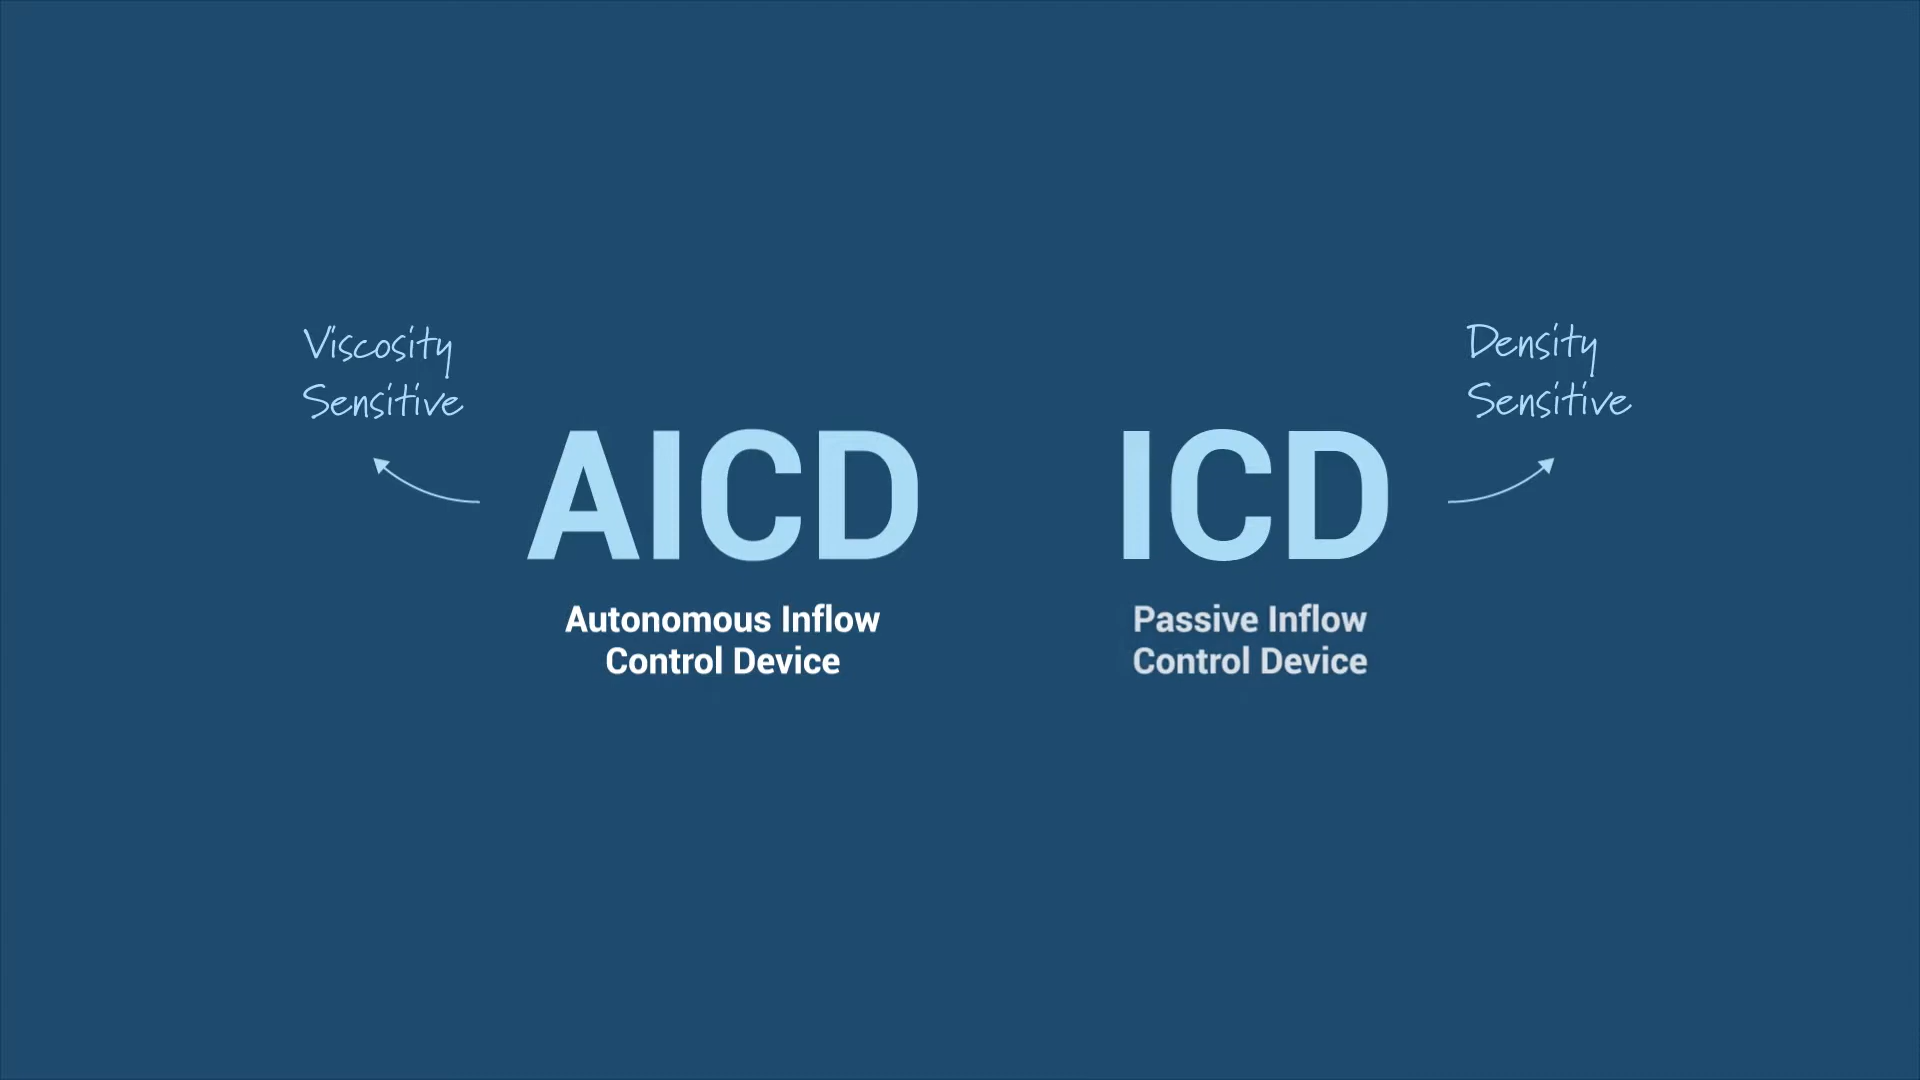 Viscosity
Sensitive
AICD
Autonomous Inflow
Control Device
Density
Sensitive
ICD
Passive Inflow
Control Device